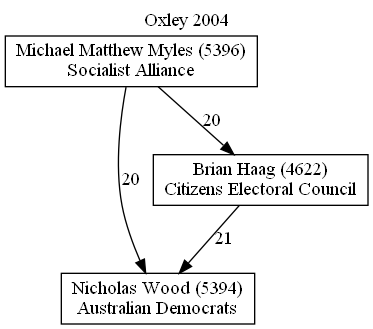 Oxley 2004
Michael Matthew Myles (5396)
Socialist Alliance
20
Brian Haag (4622)
Citizens Electoral Council
20
21
Nicholas Wood (5394)
Australian Democrats